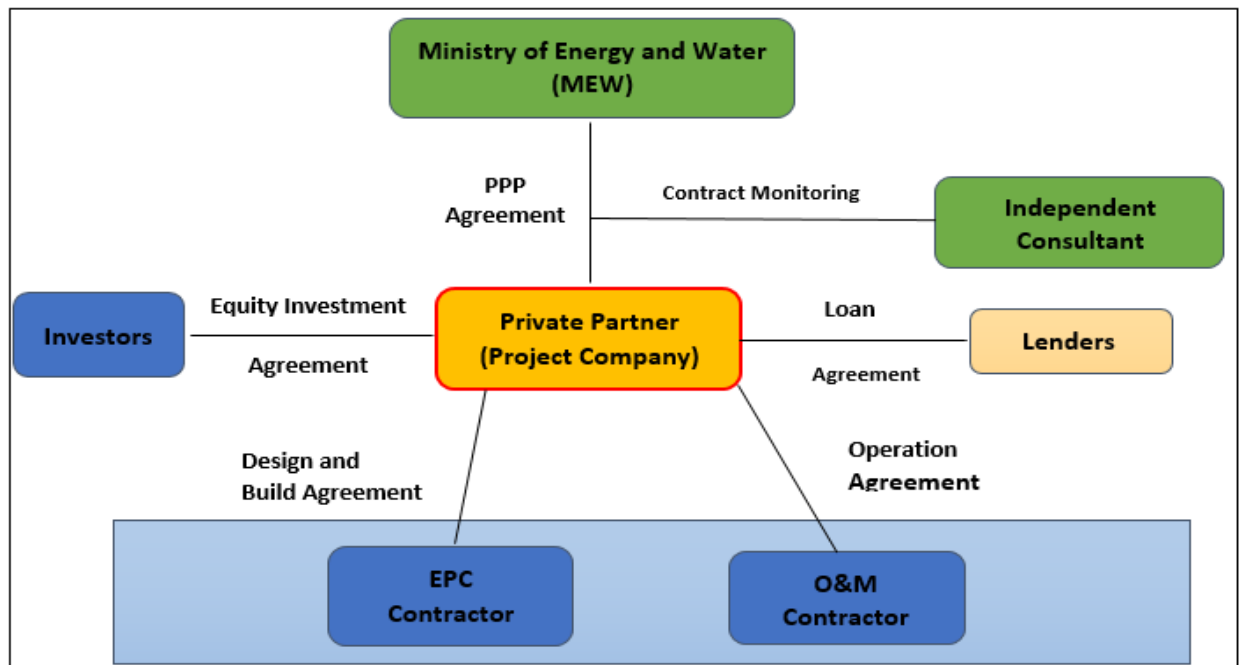 Ministry of Energy and Water
(MEW)
PPP
Agreement
Contract Monitoring
Independent
Consultant
Investors
Equity Investment
Agreement
Private Partner
(Project Company)
Loan
Agreement
Lenders
Design and
Build Agreement
Operation
Agreement
EPC
Contractor
O&M
Contractor